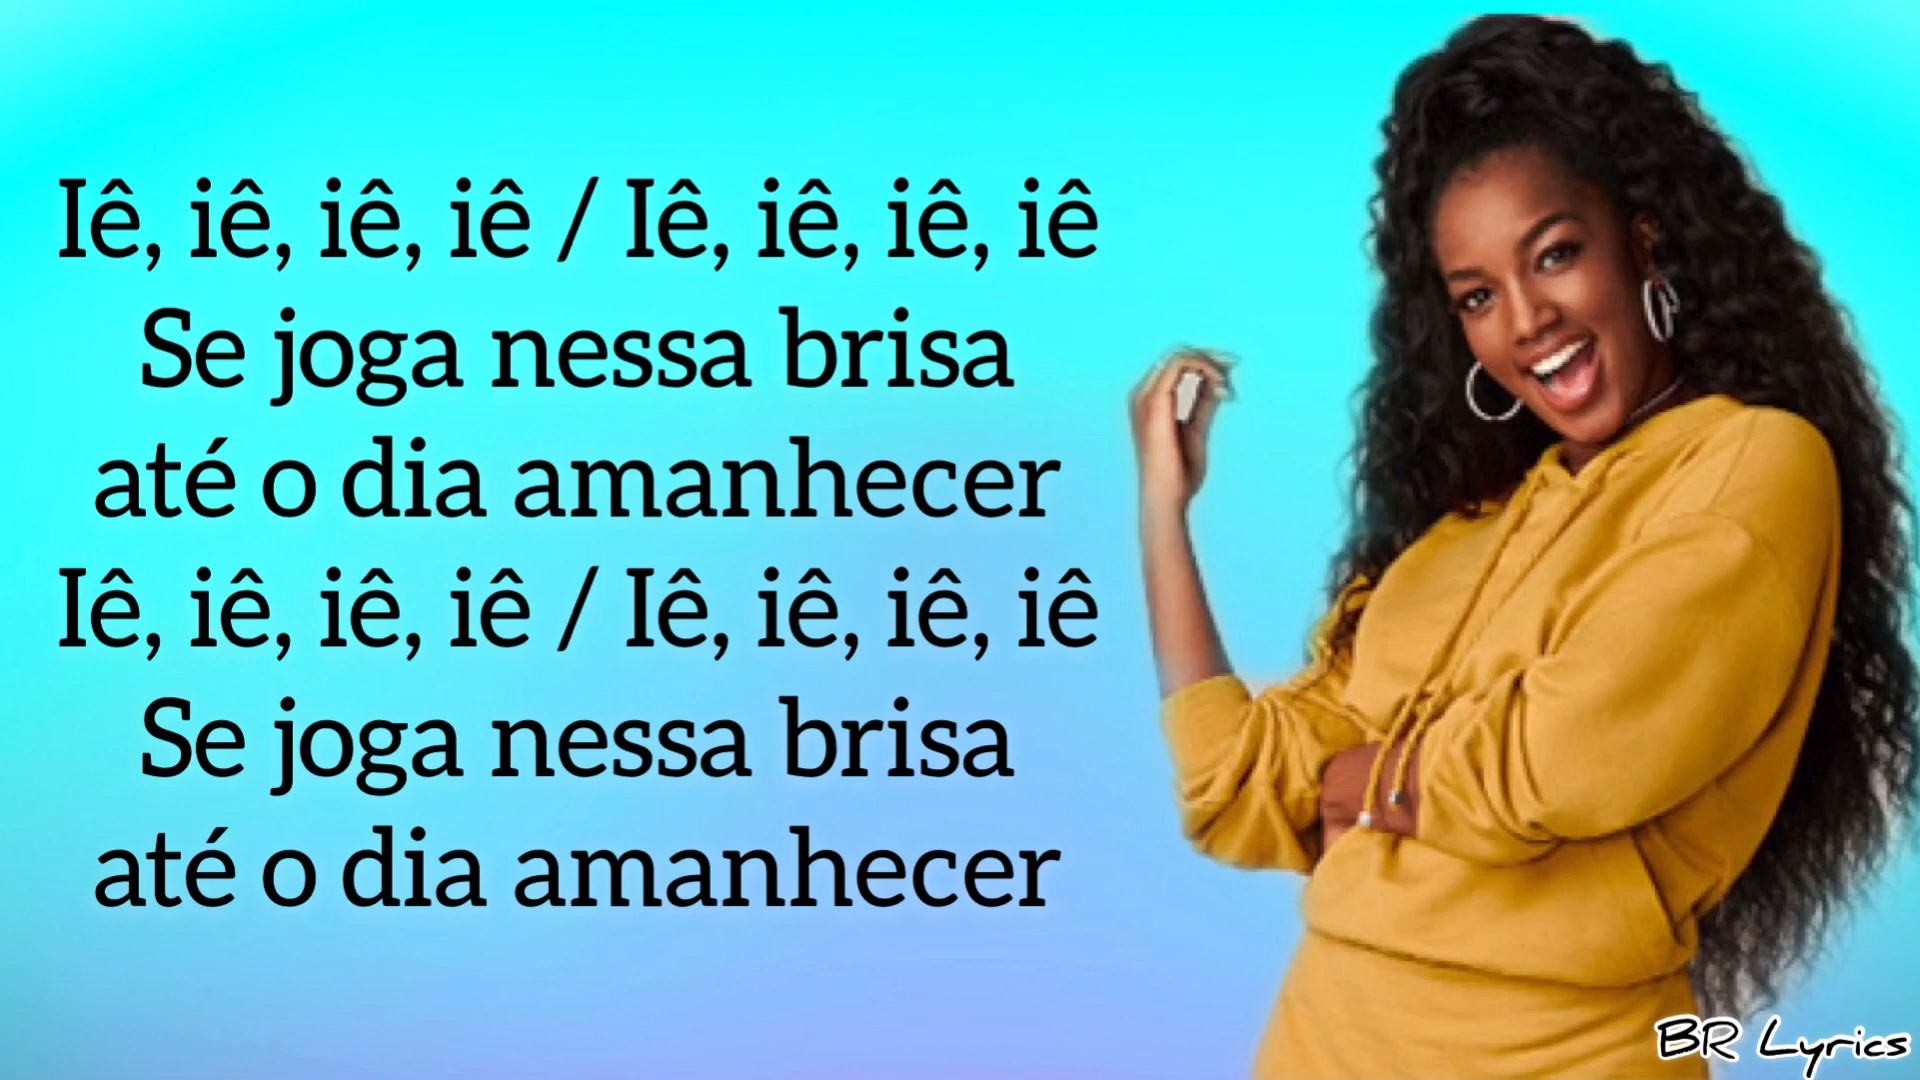 Iê, iê, iê, iê / Iê, iê, iê, iê
Se joga nessa brisa
até o dia amanhecer
Iê, iê, iê, iê / Iê, iê, iê, iê
Se joga nessa brisa
até o dia amanhecer
BR Lyrics